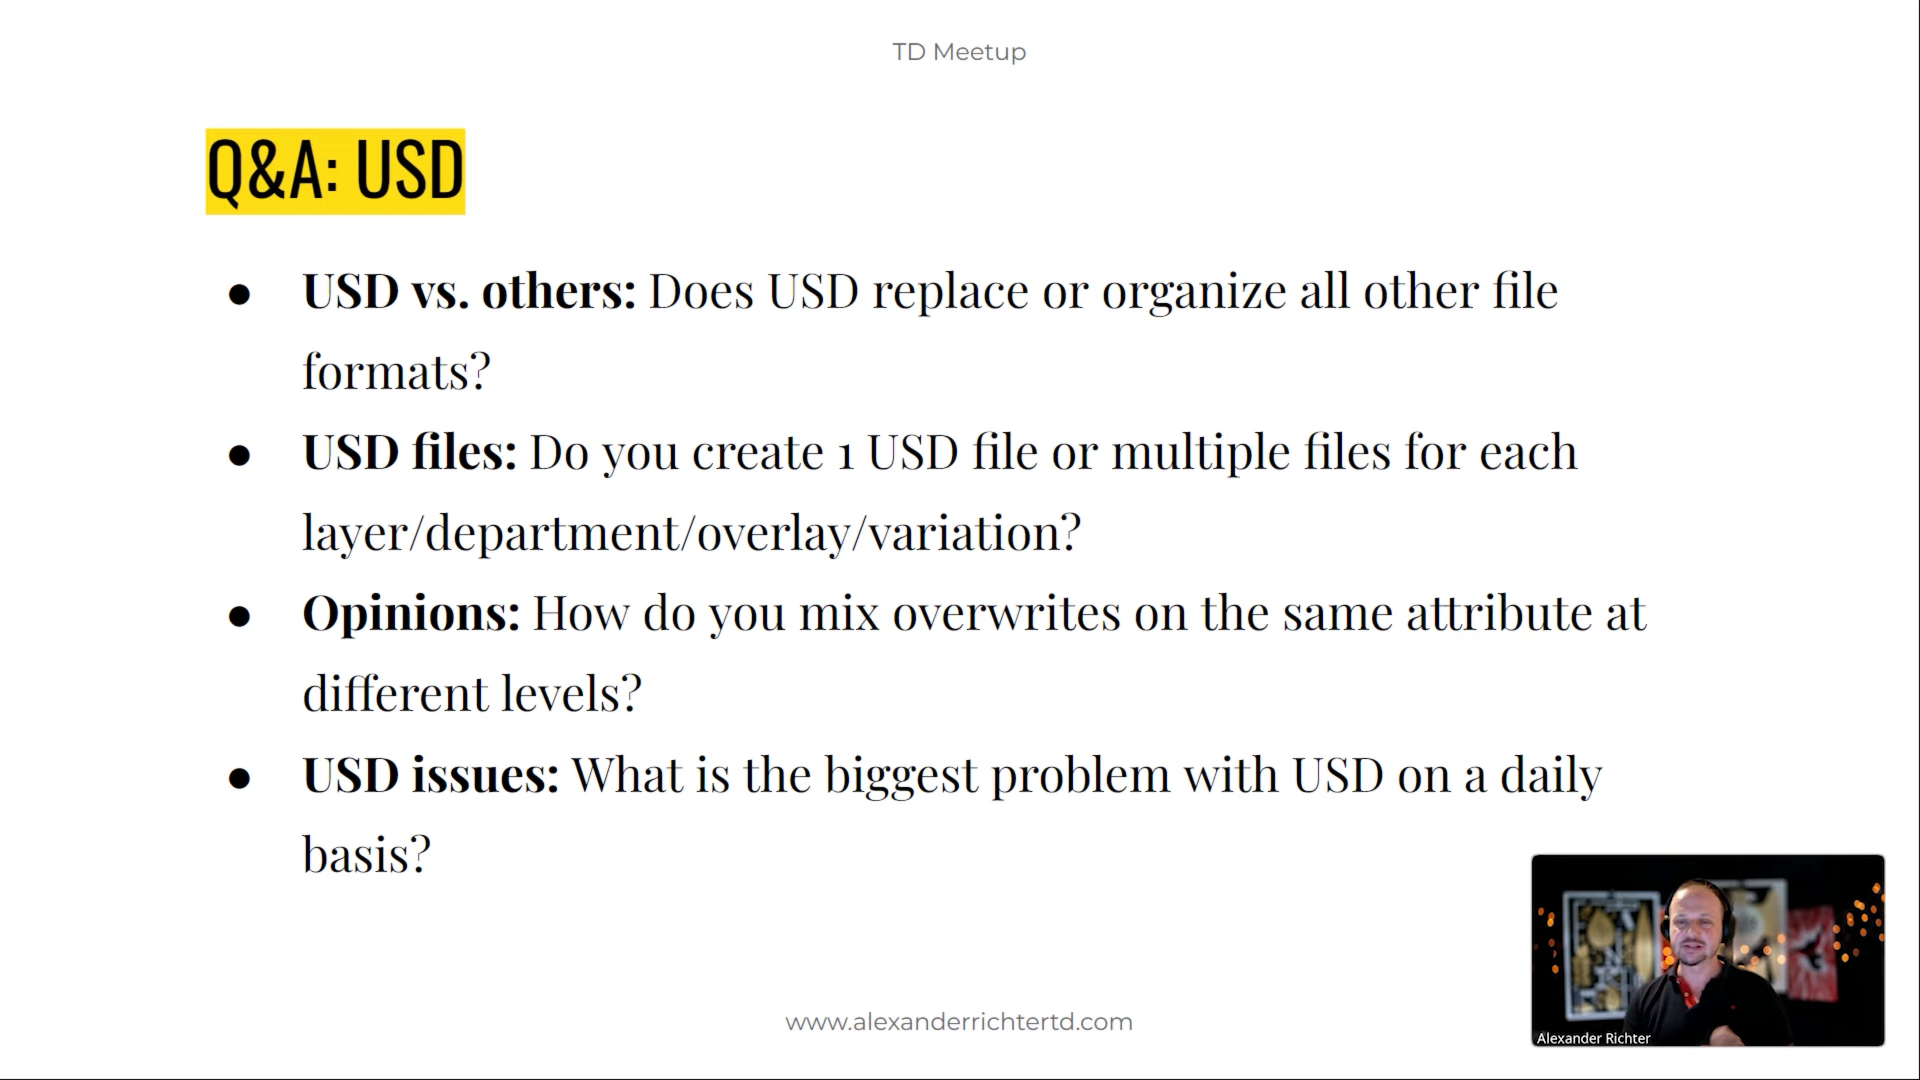 TD Meetup
Q&A: USD
● USD vs. others: Does USD replace or organize all other file
formats?
● USD files: Do you create 1 USD file or multiple files for each
layer/department/overlay/variation?
● Opinions: How do you mix overwrites on the same attribute at
different levels?
● USD issues: What is the biggest problem with USD on a daily
basis?
www.alexanderrichtertd.com
Alexander Richter